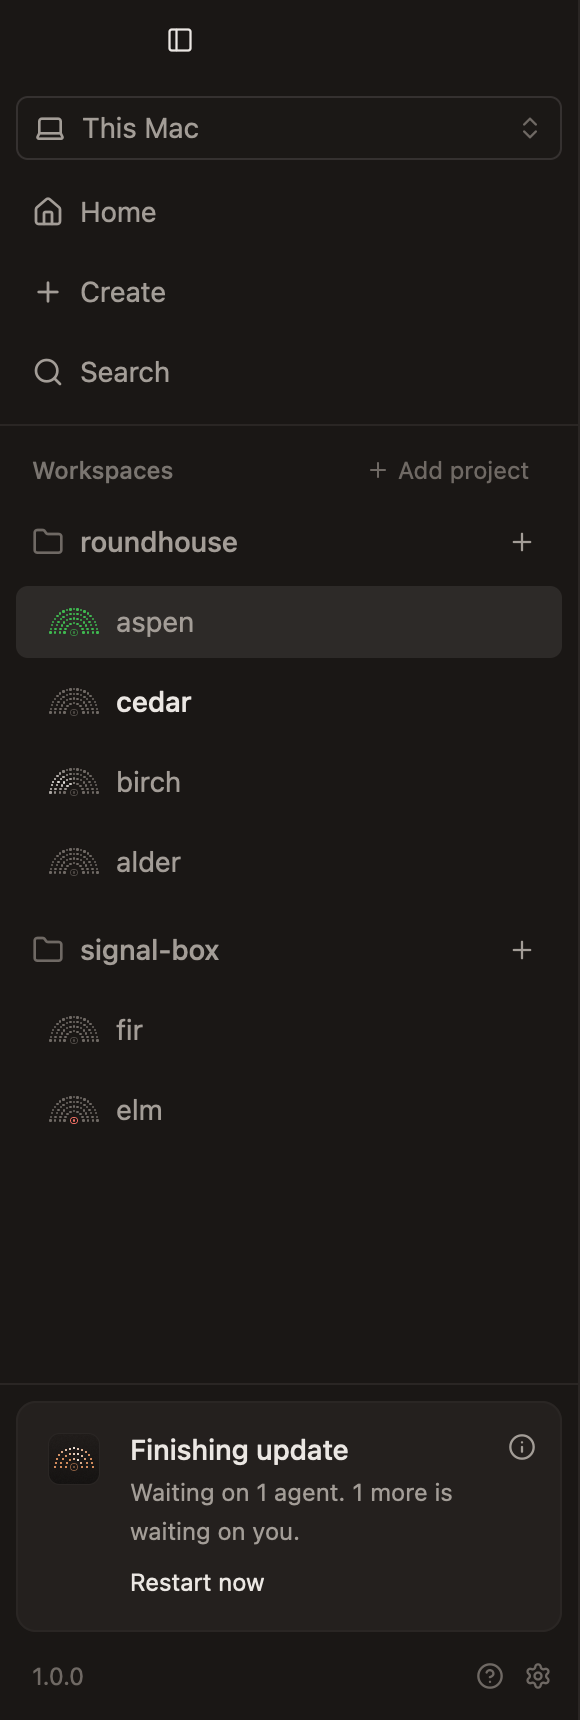 This Mac
Home
Create
Search
Workspaces
Add project
roundhouse
aspen
cedar
birch
alder
signal-box
fir
elm
Finishing update
Waiting on 1 agent. 1 more is
waiting on you.
Restart now
1.0.0